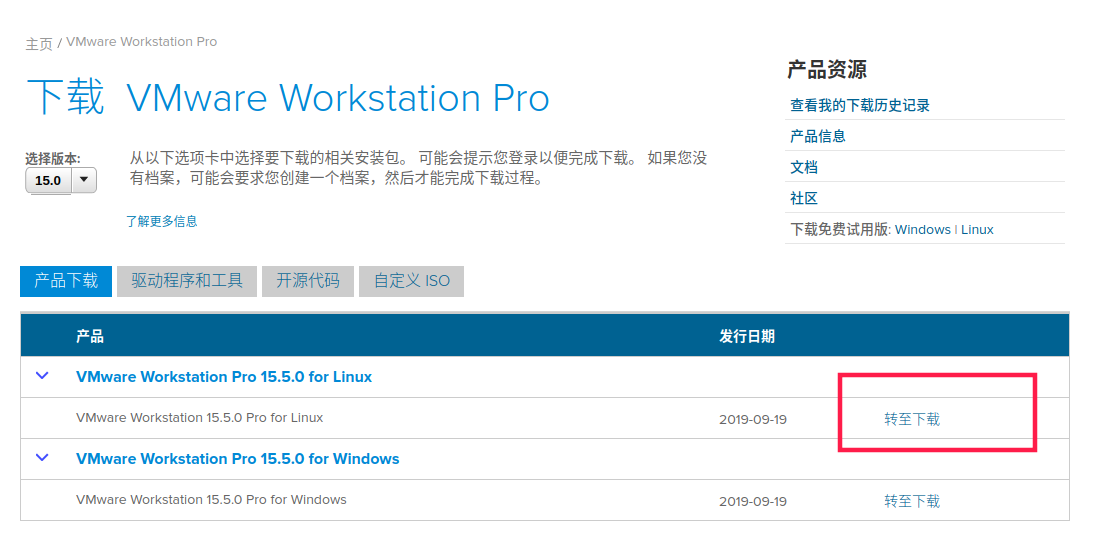 主页 / VMware Workstation Pro
下载 VMware Workstation Pro
选择版本:
15.0
从以下选项卡中选择要下载的相关安装包。 可能会提示您登录以便完成下载。 如果您没
有档案，可能会要求您创建一个档案，然后才能完成下载过程。
了解更多信息
产品资源
查看我的下载历史记录
产品信息
文档
社区
下载免费试用版: Windows | Linux
产品下载 驱动程序和工具 开源代码 自定义 ISO
产品 发行日期
VMware Workstation Pro 15.5.0 for Linux
VMware Workstation 15.5.0 Pro for Linux 2019-09-19 转至下载
VMware Workstation Pro 15.5.0 for Windows
VMware Workstation 15.5.0 Pro for Windows 2019-09-19 转至下载